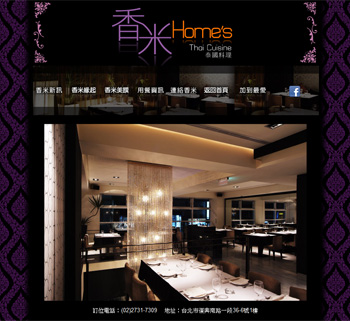 香米 Home's
Thai Cuisine
泰國料理
香米新訊 香米緣起 香米美饌 用餐資訊 連絡香米 返回首頁 加到最愛 f
訂位電話：(02)2731-7309 地址：台北市復興南路一段36-9號1樓